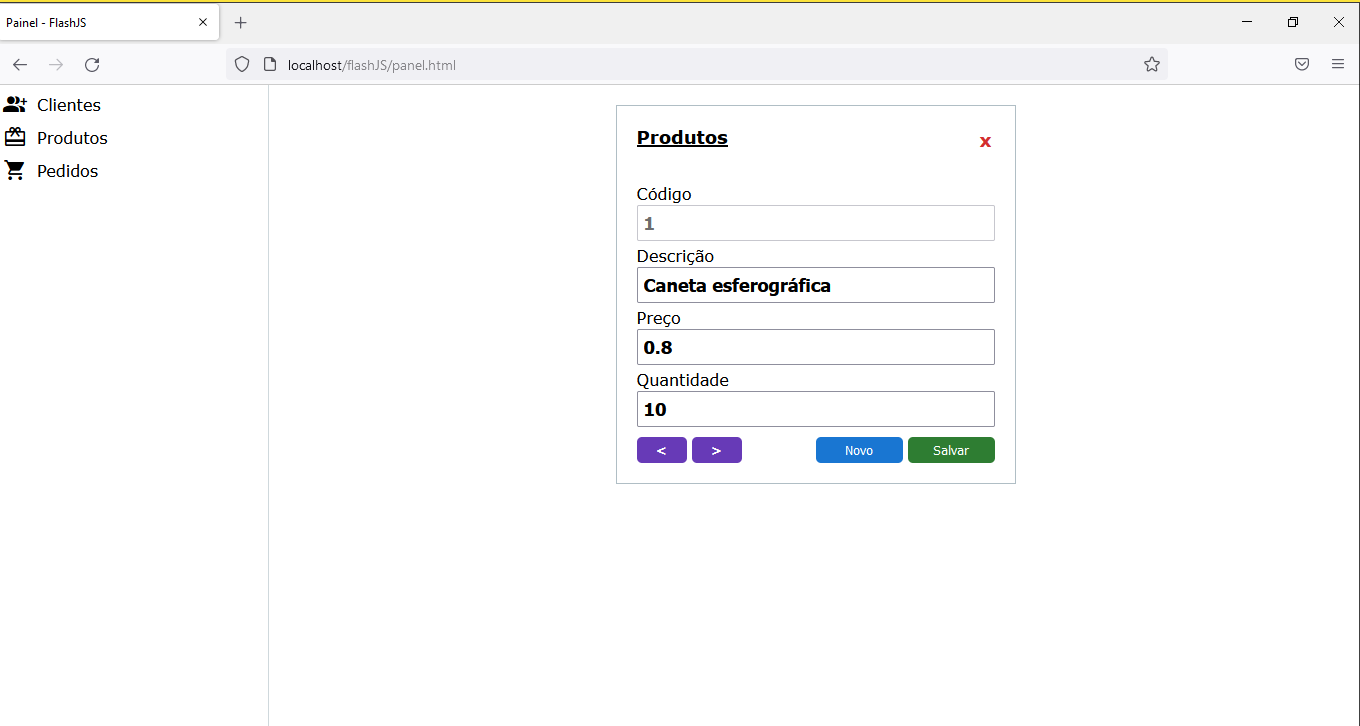 Painel - FlashJS
localhost/flashJS/panel.html
Clientes
Produtos
Pedidos
Produtos
x
Código
1
Descrição
Caneta esferográfica
Preço
0.8
Quantidade
10
< > Novo Salvar